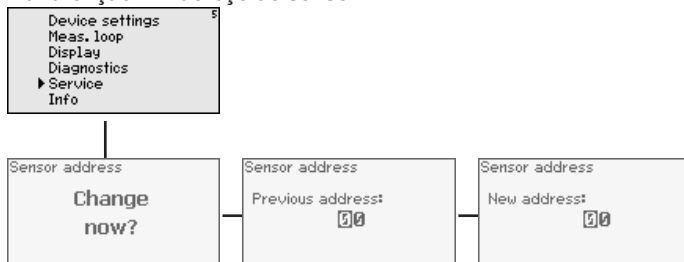 Device settings 5
Meas. loop
Display
Diagnostics
Service
Info
Sensor address
Change
now?
Sensor address
Previous address:
00
Sensor address
New address:
00